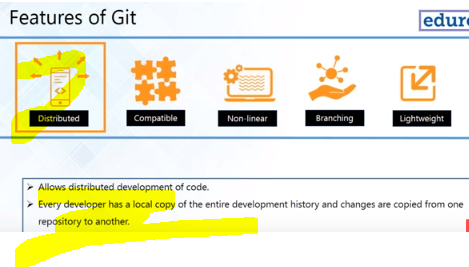 Features of Git
edure
Distributed
Compatible
Non-linear
Branching
Lightweight
➤ Allows distributed development of code.
➤ Every developer has a local copy of the entire development history and changes are copied from one
repository to another.